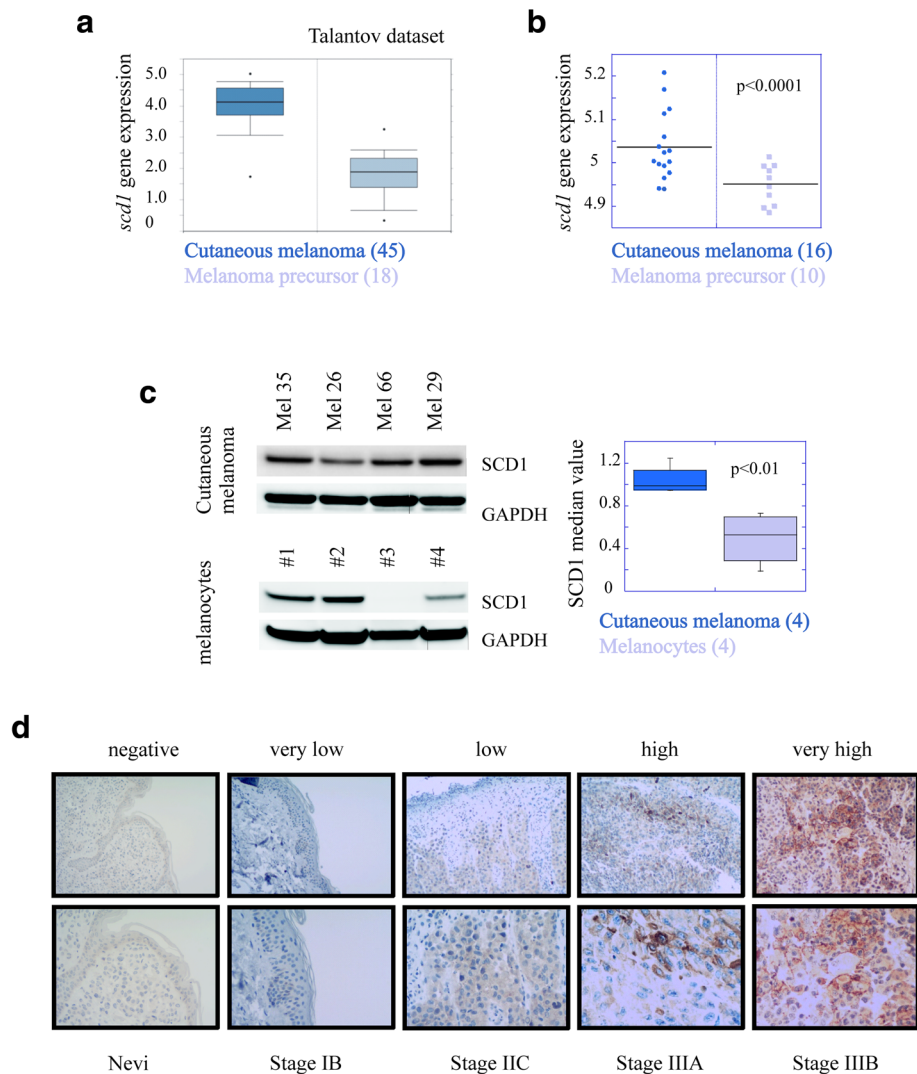 a
Talantov dataset
scd1 gene expression
5.0
4.0
3.0
2.0
1.0
0
Cutaneous melanoma (45)
Melanoma precursor (18)
b
scd1 gene expression
5.2
5.1
5
4.9
p<0.0001
Cutaneous melanoma (16)
Melanoma precursor (10)
c
Mel 35
Mel 26
Mel 66
Mel 29
Cutaneous
melanoma
SCD1
GAPDH
#1
#2
#3
#4
melanocytes
SCD1
GAPDH
SCD1 median value
1.2
0.8
0.4
0
p<0.01
Cutaneous melanoma (4)
Melanocytes (4)
d
negative very low low high very high
Nevi Stage IB Stage IIC Stage IIIA Stage IIIB